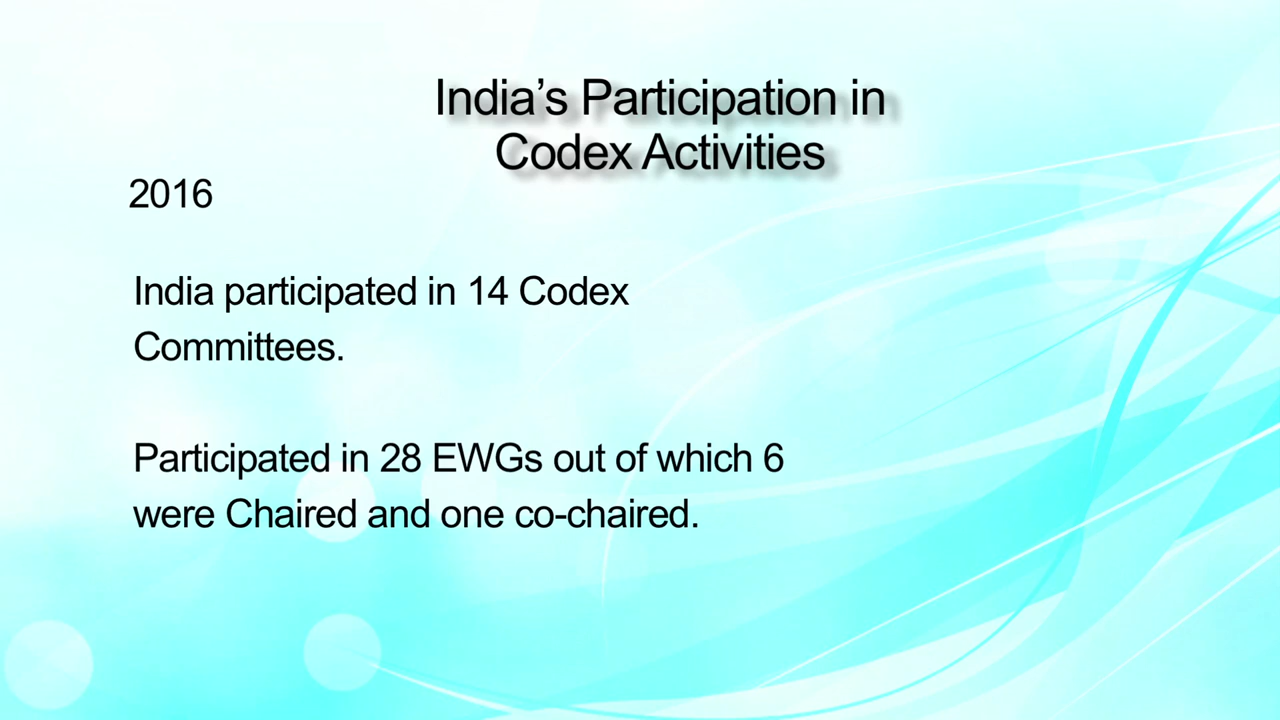 India’s Participation in
Codex Activities
2016
India participated in 14 Codex
Committees.
Participated in 28 EWGs out of which 6
were Chaired and one co-chaired.